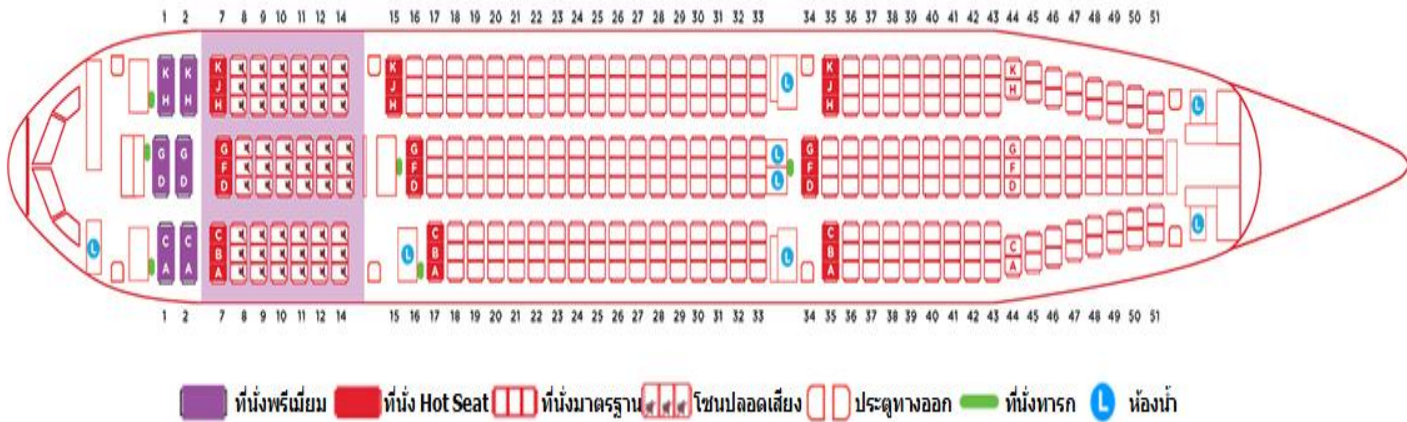 1 2 7 8 9 10 11 12 14 15 16 17 18 19 20 21 22 23 24 25 26 27 28 29 30 31 32 33 34 35 36 37 38 39 40 41 42 43 44 45 46 47 48 49 50 51
K K K K K K
J J J
H H H H H H
L L
G G G G G G
F F F F
D D D D D D
L
L
C C C C C C
B B B
A A A A A A
L L L L
1 2 7 8 9 10 11 12 14 15 16 17 18 19 20 21 22 23 24 25 26 27 28 29 30 31 32 33 34 35 36 37 38 39 40 41 42 43 44 45 46 47 48 49 50 51
ที่นั่งพรีเมี่ยม ที่นั่ง Hot Seat ที่นั่งมาตรฐาน โซนปลอดเสียง ประตูทางออก ที่นั่งทารก L ห้องน้ำ